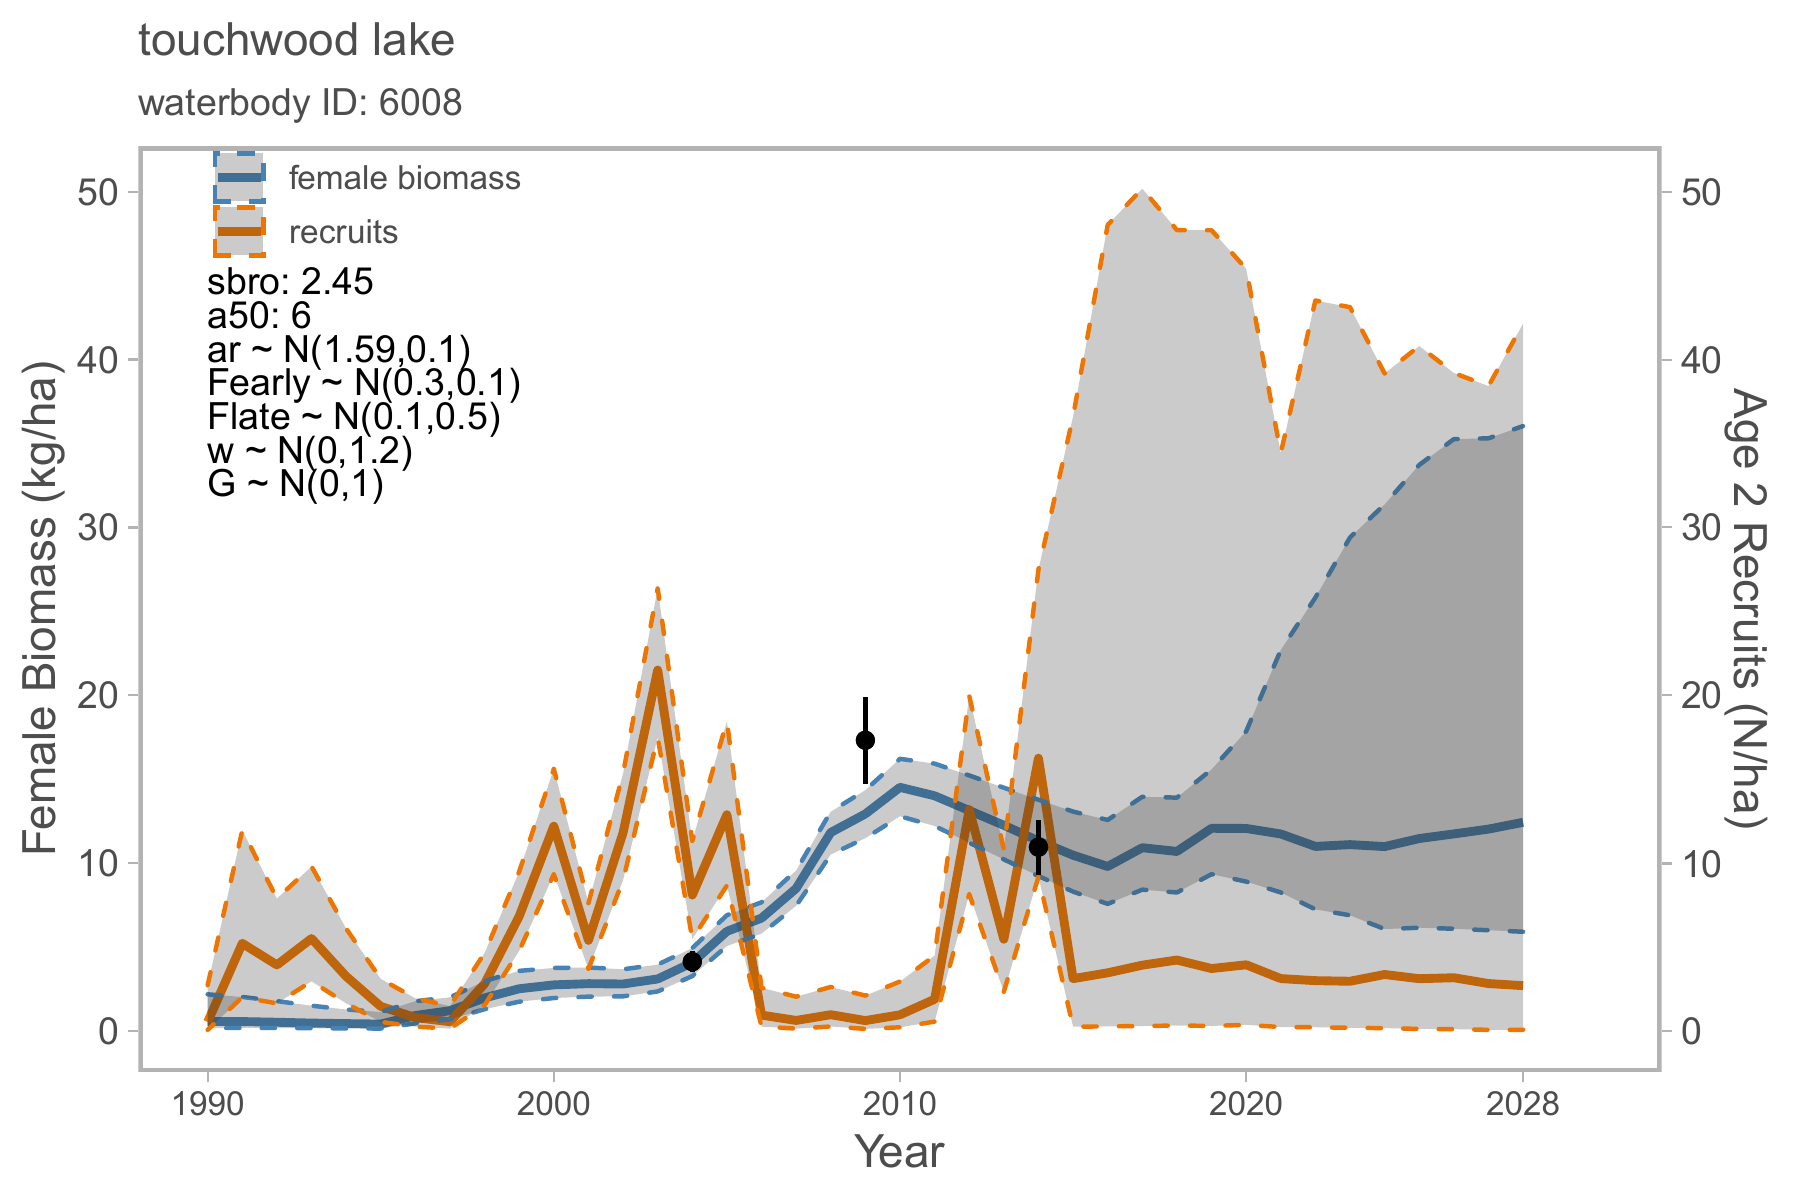 touchwood lake
waterbody ID: 6008
female biomass
recruits
sbro: 2.45
a50: 6
ar ~ N(1.59,0.1)
Fearly ~ N(0.3,0.1)
Flate ~ N(0.1,0.5)
w ~ N(0,1.2)
G ~ N(0,1)
Female Biomass (kg/ha)
50
40
30
20
10
0
50
40
30
20
10
0
Age 2 Recruits (N/ha)
1990 2000 2010 2020 2028
Year